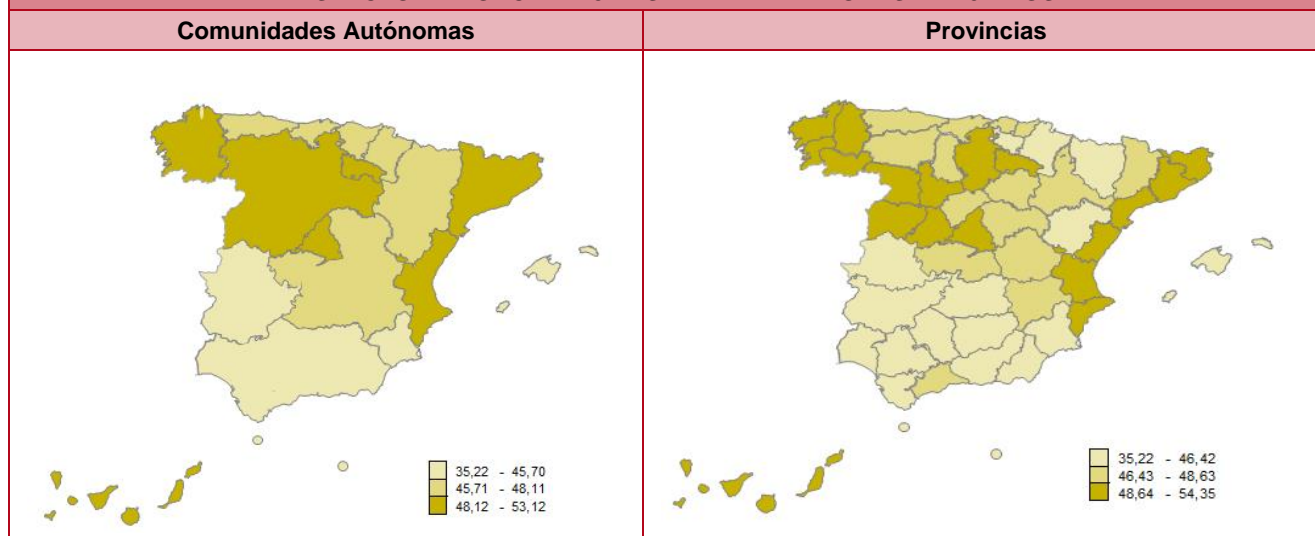 Comunidades Autónomas
Provincias
35,22 - 45,70
45,71 - 48,11
48,12 - 53,12
35,22 - 46,42
46,43 - 48,63
48,64 - 54,35